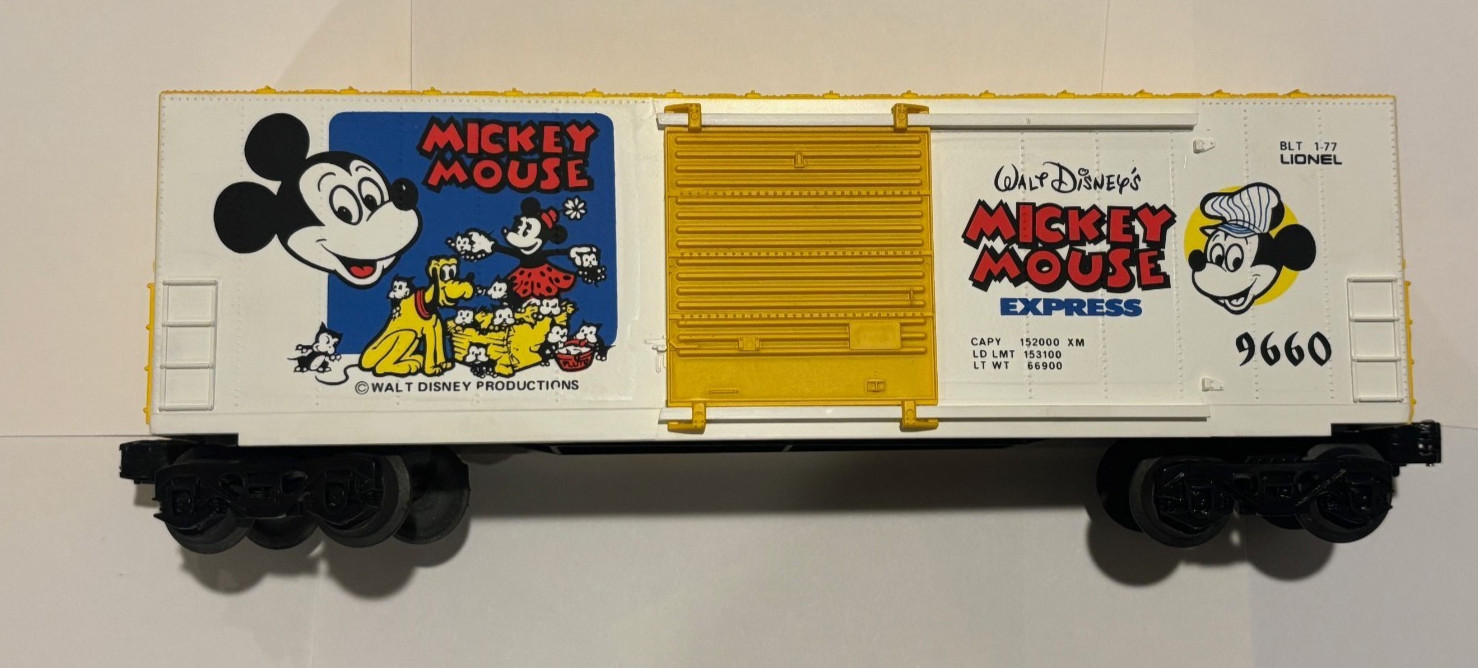 MICKEY
MOUSE
©WALT DISNEY PRODUCTIONS
WALT DISNEY'S
MICKEY
MOUSE
EXPRESS
CAPY 152000 XM
LD LMT 153100
LT WT 66900
BLT 1-77
LIONEL
9660